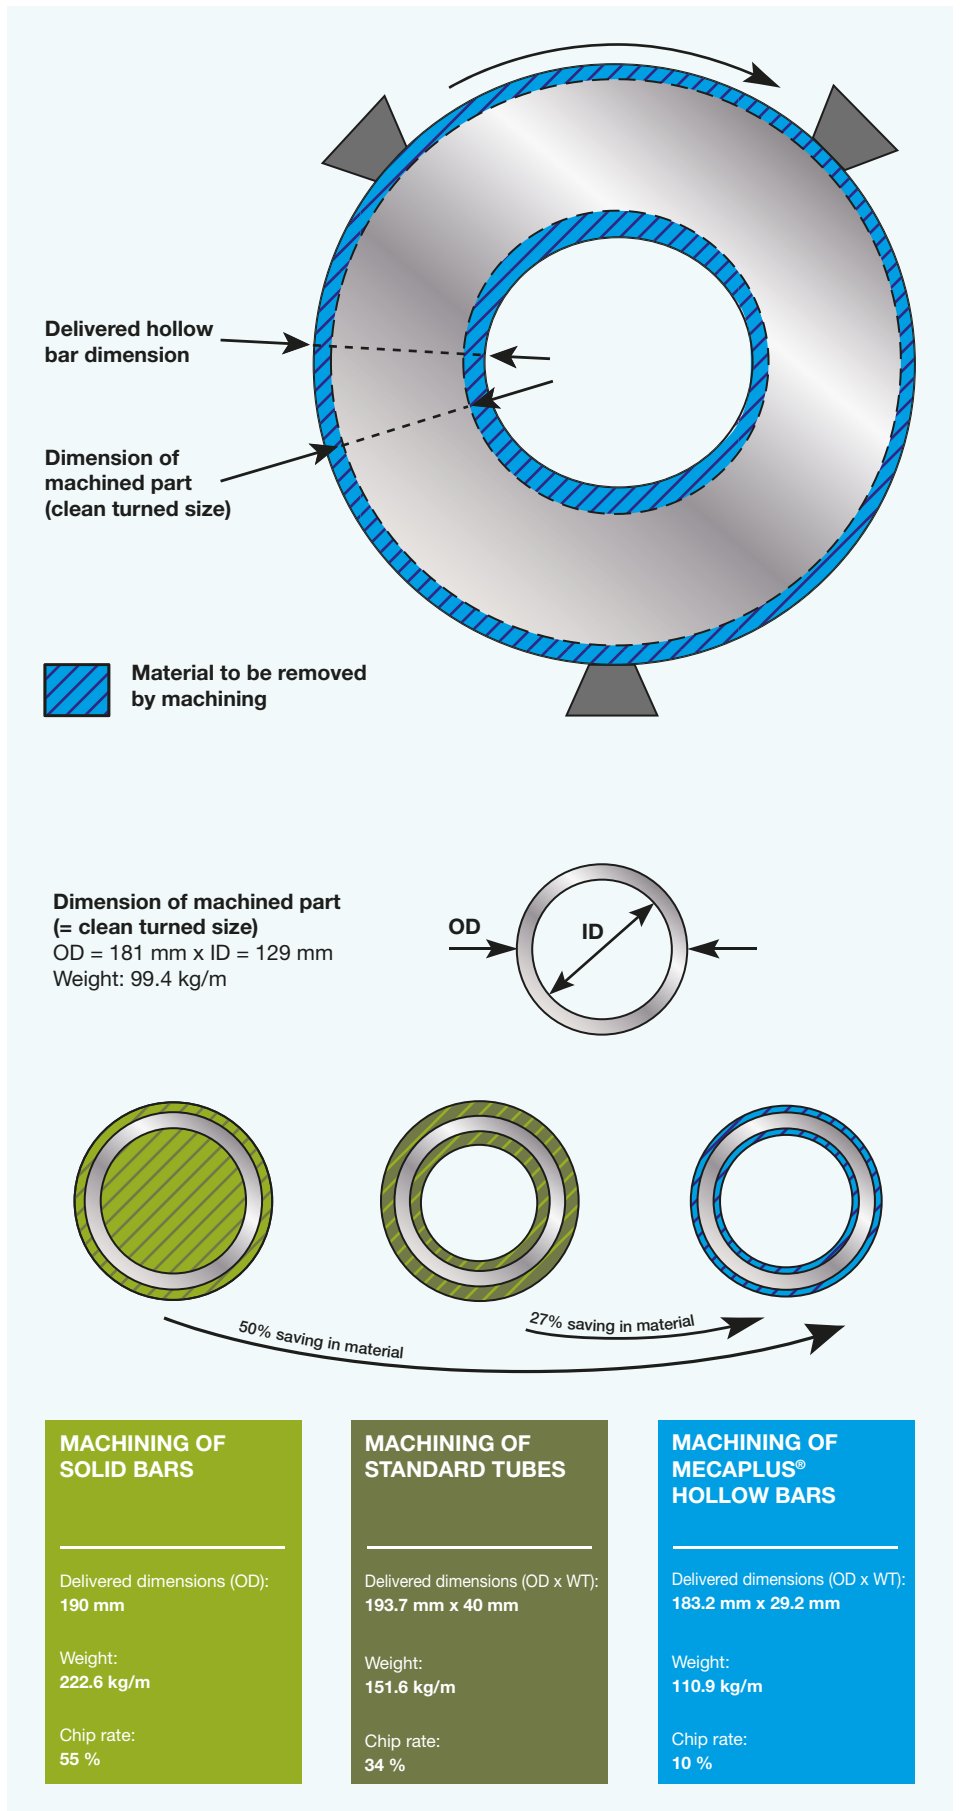 Delivered hollow
bar dimension
Dimension of
machined part
(clean turned size)
Material to be removed
by machining
Dimension of machined part
(= clean turned size)
OD = 181 mm x ID = 129 mm
Weight: 99.4 kg/m
OD
ID
50% saving in material
27% saving in material
MACHINING OF
SOLID BARS
Delivered dimensions (OD):
190 mm
Weight:
222.6 kg/m
Chip rate:
55 %
MACHINING OF
STANDARD TUBES
Delivered dimensions (OD x WT):
193.7 mm x 40 mm
Weight:
151.6 kg/m
Chip rate:
34 %
MACHINING OF
MECAPLUS®
HOLLOW BARS
Delivered dimensions (OD x WT):
183.2 mm x 29.2 mm
Weight:
110.9 kg/m
Chip rate:
10 %